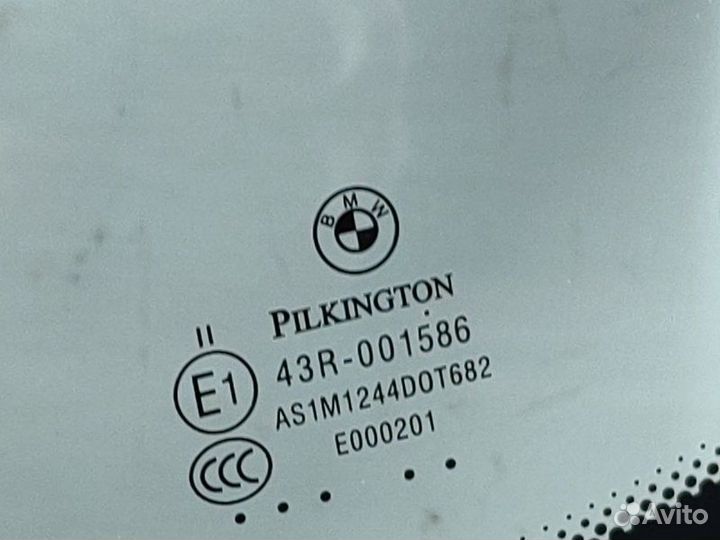 BMW
PILKINGTON
II
43R-001586
E1
AS1M1244DOT682
E000201
CCC
Avito